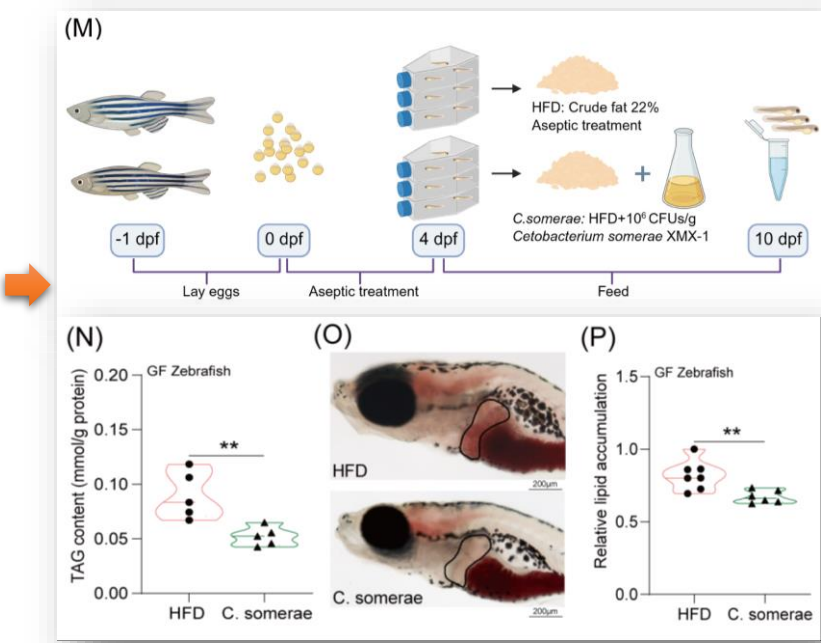 (M)
HFD: Crude fat 22%
Aseptic treatment
C.somerae: HFD+10⁶ CFUs/g
Cetobacterium somerae XMX-1
-1 dpf
0 dpf
4 dpf
10 dpf
Lay eggs
Aseptic treatment
Feed
(N)
GF Zebrafish
TAG content (mmol/g protein)
0.20
0.15
0.10
0.05
0.00
**
HFD
C. somerae
(O)
HFD
200μm
C. somerae
200μm
(P)
GF Zebrafish
Relative lipid accumulation
1.5
1.0
0.5
0.0
**
HFD
C. somerae